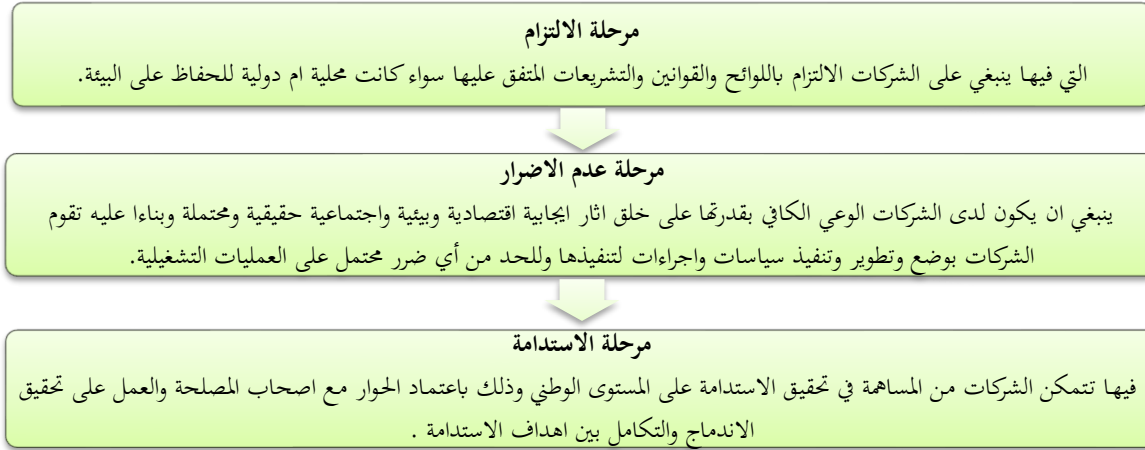 مرحلة الالتزام
التي فيها ينبغي على الشركات الالتزام باللوائح والقوانين والتشريعات المتفق عليها سواء كانت محلية ام دولية للحفاظ على البيئة.
مرحلة عدم الاضرار
ينبغي ان يكون لدى الشركات الوعي الكافي بقدرتها على خلق اثار ايجابية اقتصادية وبيئية واجتماعية حقيقية ومحتملة وبناءا عليه تقوم
الشركات بوضع وتطوير وتنفيذ سياسات واجراءات لتنفيذها وللحد من أي ضرر محتمل على العمليات التشغيلية.
مرحلة الاستدامة
فيها تتمكن الشركات من المساهمة في تحقيق الاستدامة على المستوى الوطني وذلك باعتماد الحوار مع اصحاب المصلحة والعمل على تحقيق
الاندماج والتكامل بين اهداف الاستدامة .